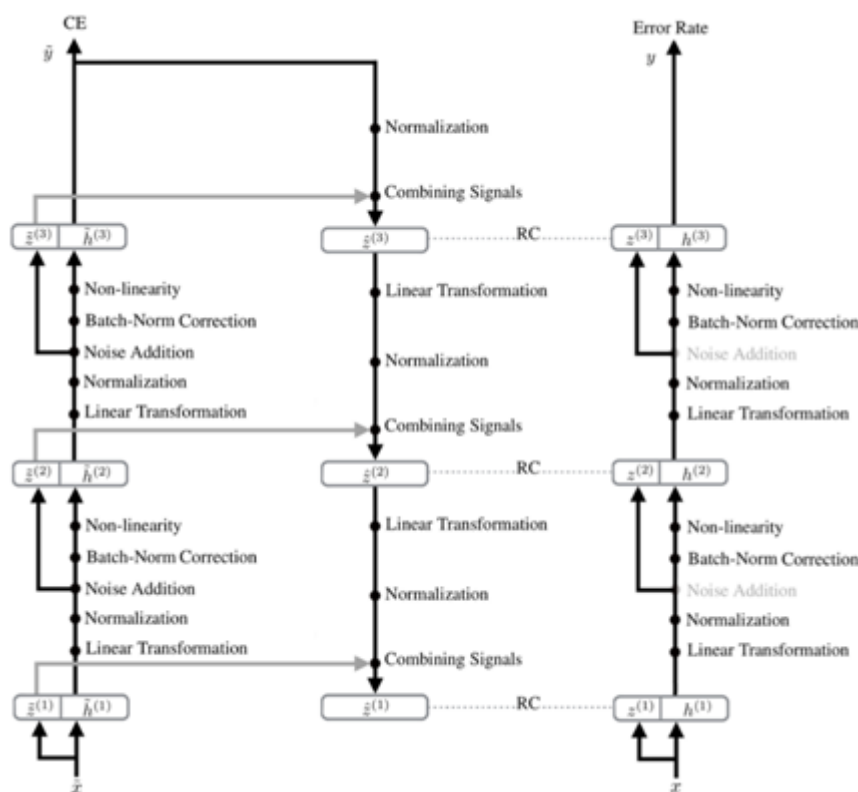 CE
ỹ
Normalization
Combining Signals
z̃(3) h̃(3)
ẑ(3)
Non-linearity
Batch-Norm Correction
Noise Addition
Normalization
Linear Transformation
Linear Transformation
Normalization
Combining Signals
z̃(2) h̃(2)
ẑ(2)
Non-linearity
Batch-Norm Correction
Noise Addition
Normalization
Linear Transformation
Linear Transformation
Normalization
Combining Signals
z̃(1) h̃(1)
ẑ(1)
x̃
RC
RC
RC
Error Rate
y
z(3) h(3)
Non-linearity
Batch-Norm Correction
Noise Addition
Normalization
Linear Transformation
z(2) h(2)
Non-linearity
Batch-Norm Correction
Noise Addition
Normalization
Linear Transformation
z(1) h(1)
x